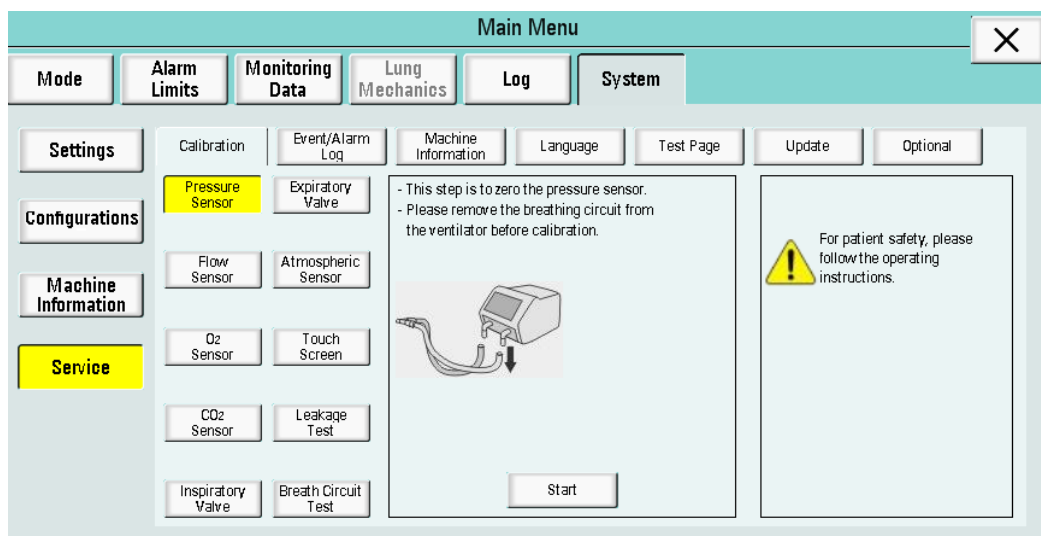 Main Menu
Mode
Alarm
Limits
Monitoring
Data
Lung
Mechanics
Log
System
Settings
Configurations
Machine
Information
Service
Calibration
Event/Alarm
Log
Machine
Information
Language
Test Page
Update
Optional
Pressure
Sensor
Expiratory
Valve
Flow
Sensor
Atmospheric
Sensor
O2
Sensor
Touch
Screen
CO2
Sensor
Leakage
Test
Inspiratory
Valve
Breath Circuit
Test
- This step is to zero the pressure sensor.
- Please remove the breathing circuit from
the ventilator before calibration.
Start
For patient safety, please
follow the operating
instructions.